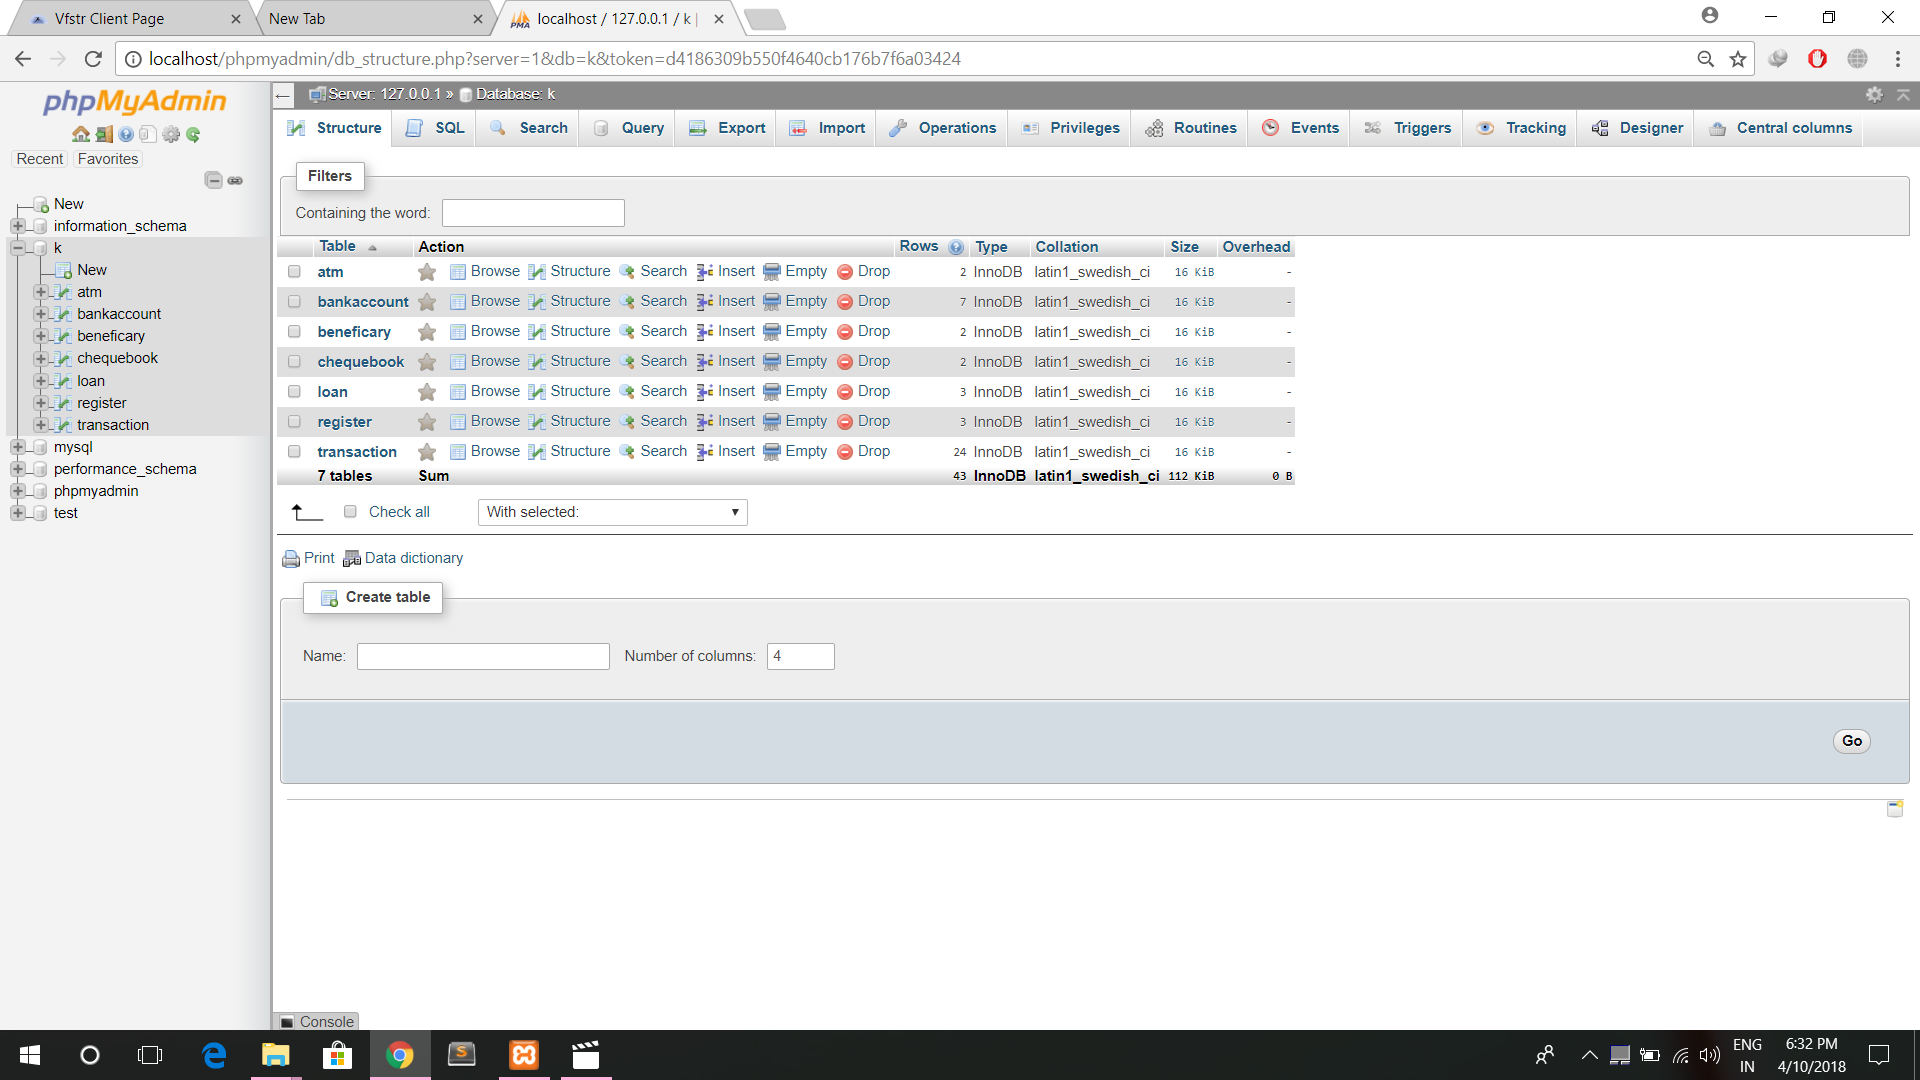 Vfstr Client Page
New Tab
localhost / 127.0.0.1 / k |
localhost/phpmyadmin/db_structure.php?server=1&db=k&token=d4186309b550f4640cb176b7f6a03424
phpMyAdmin
Recent Favorites
New
information_schema
k
New
atm
bankaccount
beneficary
chequebook
loan
register
transaction
mysql
performance_schema
phpmyadmin
test
Server: 127.0.0.1 » Database: k
Structure SQL Search Query Export Import Operations Privileges Routines Events Triggers Tracking Designer Central columns
Filters
Containing the word:
Table Action Rows Type Collation Size Overhead
atm Browse Structure Search Insert Empty Drop 2 InnoDB latin1_swedish_ci 16 KiB -
bankaccount Browse Structure Search Insert Empty Drop 7 InnoDB latin1_swedish_ci 16 KiB -
beneficary Browse Structure Search Insert Empty Drop 2 InnoDB latin1_swedish_ci 16 KiB -
chequebook Browse Structure Search Insert Empty Drop 2 InnoDB latin1_swedish_ci 16 KiB -
loan Browse Structure Search Insert Empty Drop 3 InnoDB latin1_swedish_ci 16 KiB -
register Browse Structure Search Insert Empty Drop 3 InnoDB latin1_swedish_ci 16 KiB -
transaction Browse Structure Search Insert Empty Drop 24 InnoDB latin1_swedish_ci 16 KiB -
7 tables Sum 43 InnoDB latin1_swedish_ci 112 KiB 0 B
Check all With selected:
Print Data dictionary
Create table
Name: Number of columns: 4
Go
Console
ENG
IN
6:32 PM
4/10/2018